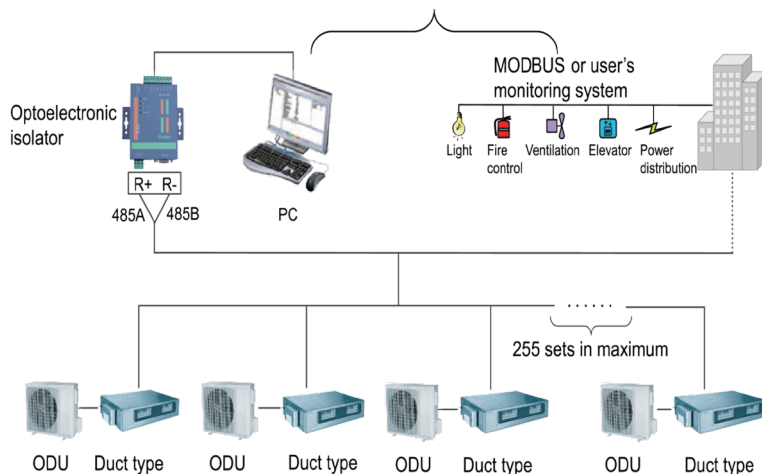 MODBUS or user's
monitoring system
Optoelectronic
isolator
Light
Fire
control
Ventilation
Elevator
Power
distribution
R+ R-
485A
485B
PC
......
255 sets in maximum
ODU
Duct type
ODU
Duct type
ODU
Duct type
ODU
Duct type